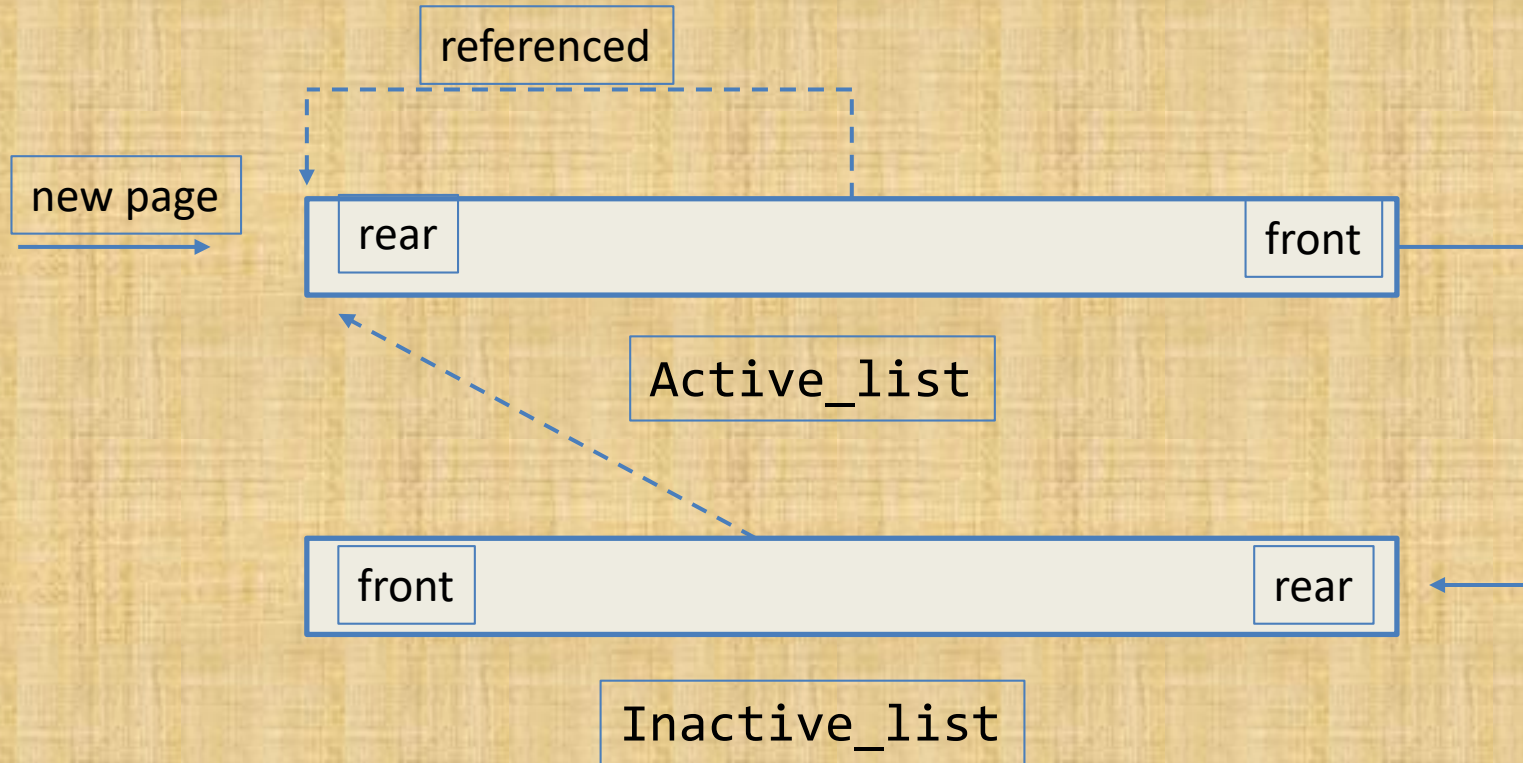 referenced
new page
rear
front
Active_list
front
rear
Inactive_list